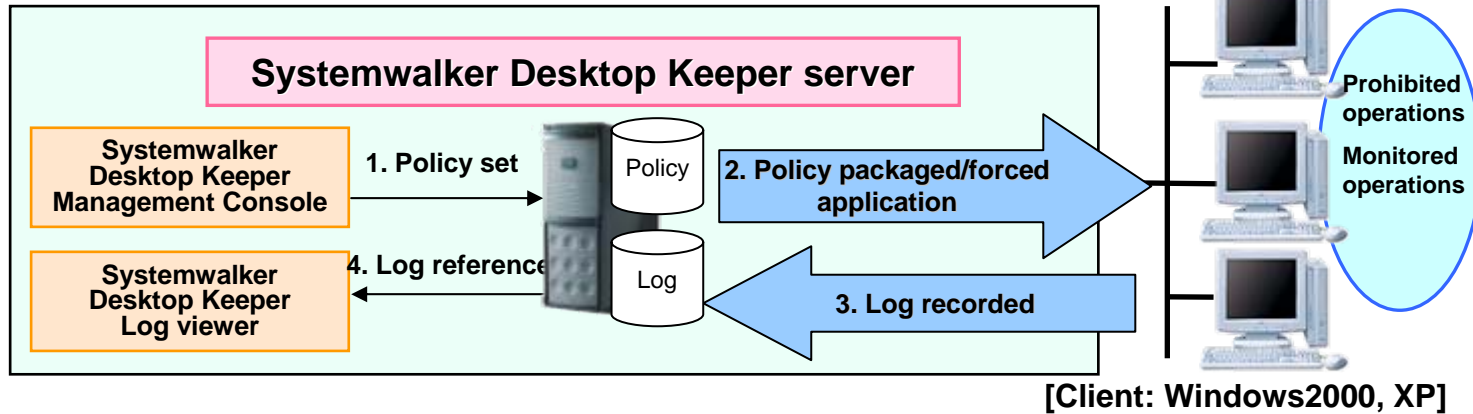 Systemwalker Desktop Keeper server
Systemwalker
Desktop Keeper
Management Console
1. Policy set
Policy
2. Policy packaged/forced
application
Prohibited
operations
Monitored
operations
Systemwalker
Desktop Keeper
Log viewer
4. Log reference
Log
3. Log recorded
[Client: Windows2000, XP]